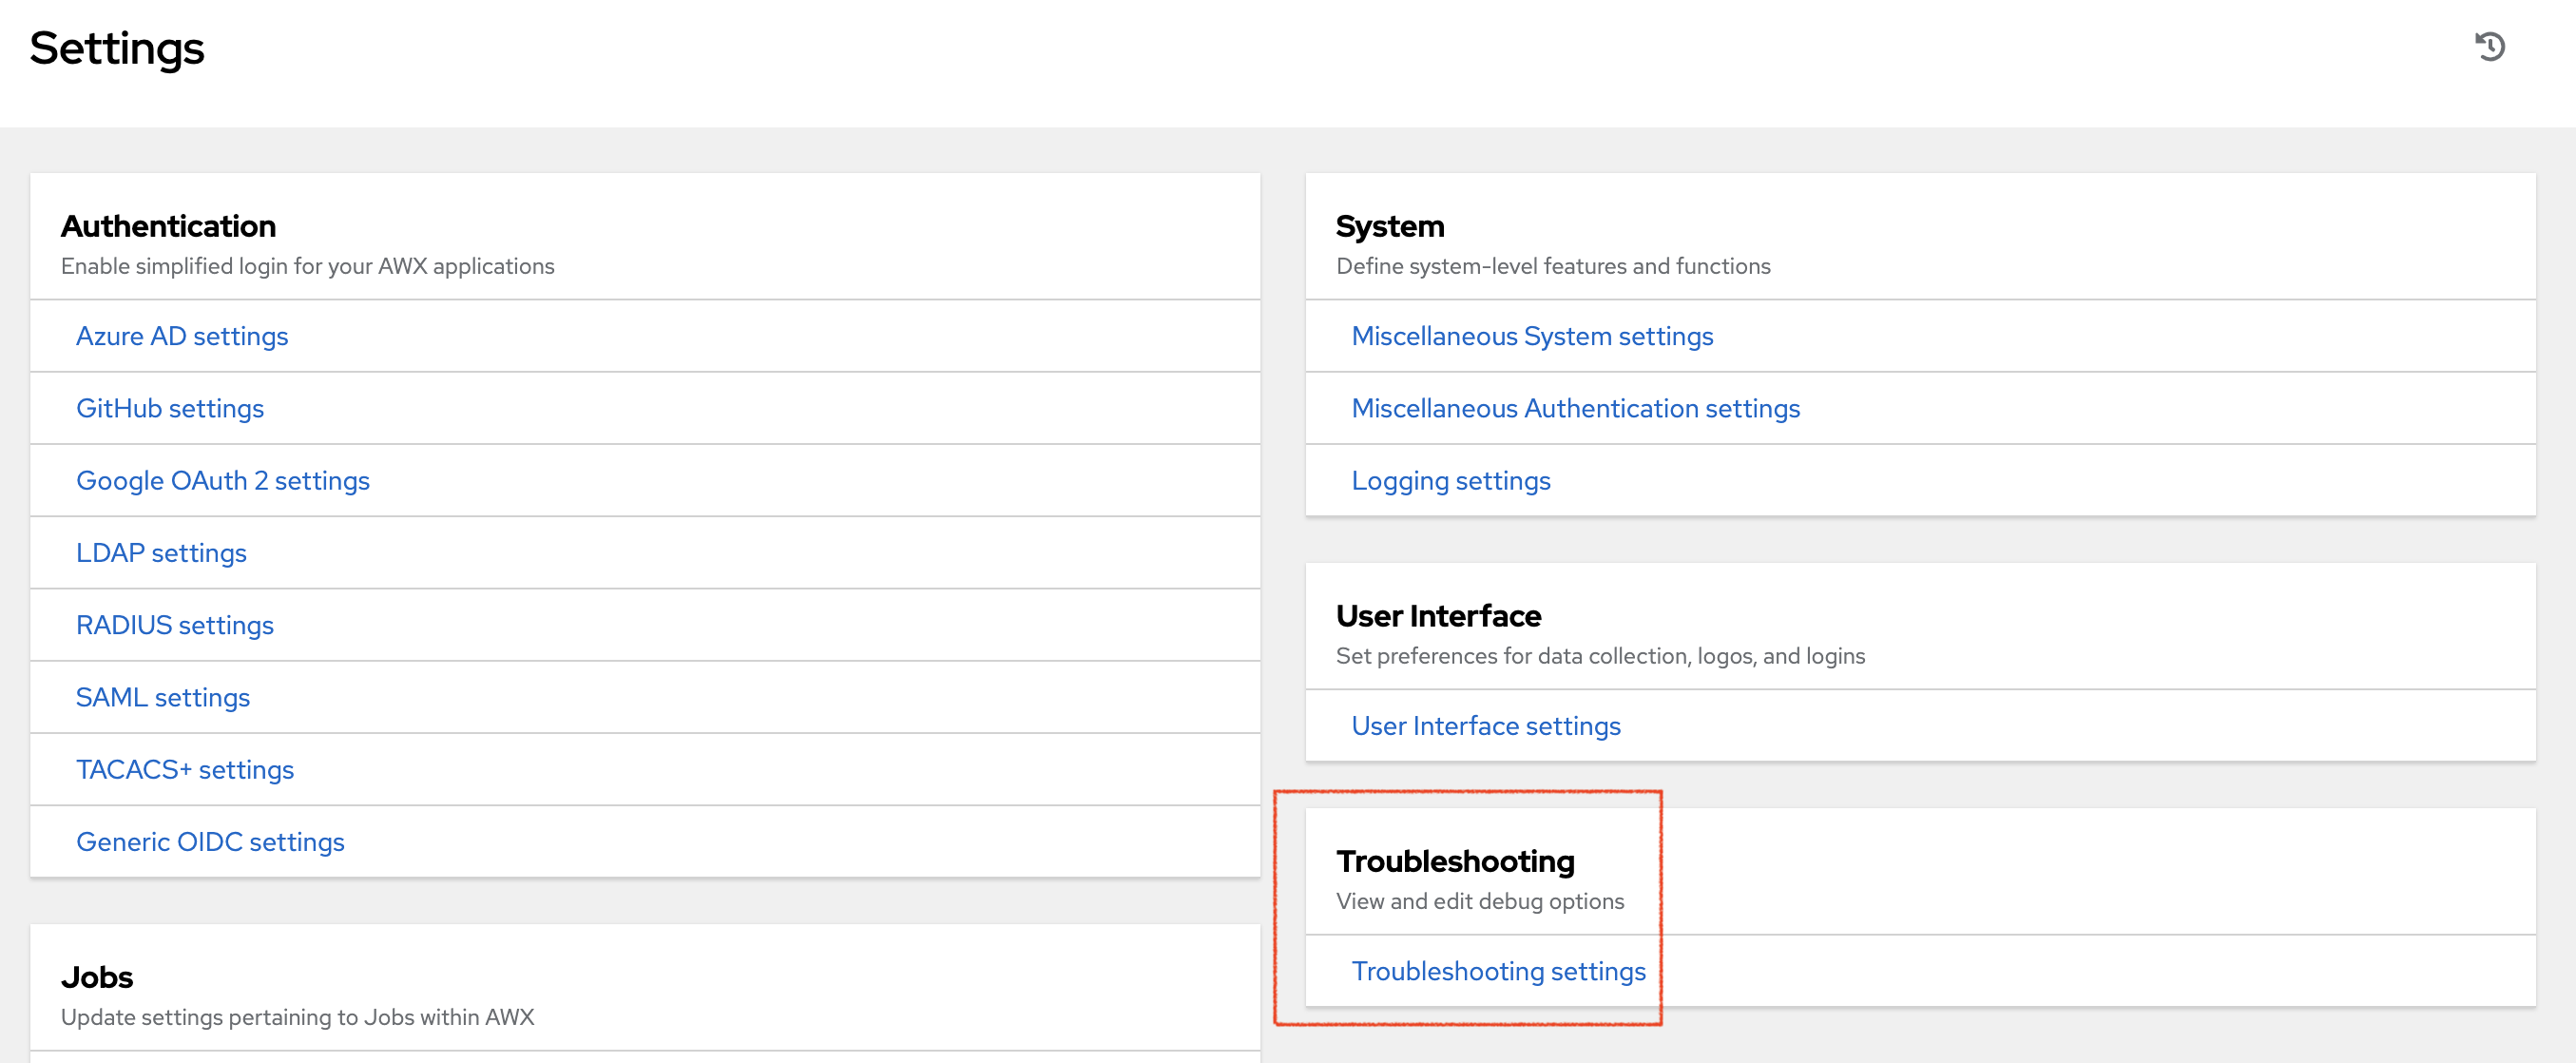 Settings
Authentication
Enable simplified login for your AWX applications
Azure AD settings
GitHub settings
Google OAuth 2 settings
LDAP settings
RADIUS settings
SAML settings
TACACS+ settings
Generic OIDC settings
Jobs
Update settings pertaining to Jobs within AWX
System
Define system-level features and functions
Miscellaneous System settings
Miscellaneous Authentication settings
Logging settings
User Interface
Set preferences for data collection, logos, and logins
User Interface settings
Troubleshooting
View and edit debug options
Troubleshooting settings